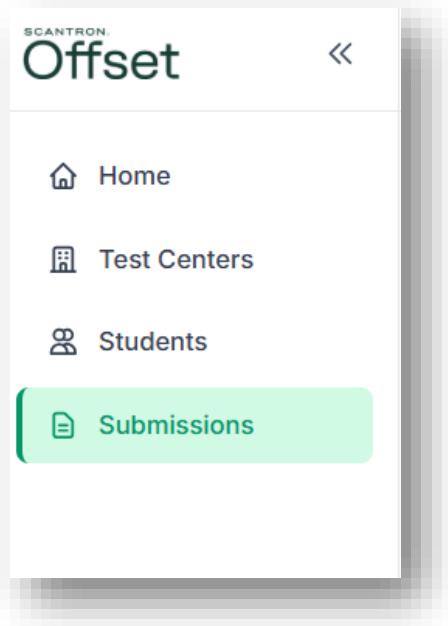 SCANTRON.
Offset
Home
Test Centers
Students
Submissions